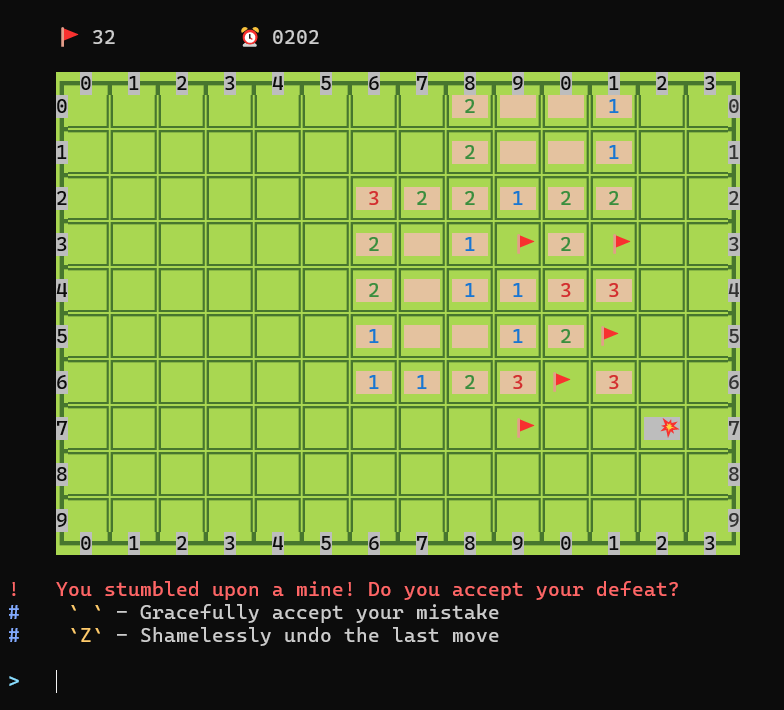 🚩 32 ⏰ 0202
0 1 2 3 4 5 6 7 8 9 0 1 2 3
0 2 1 0
1 2 1 1
2 3 2 2 1 2 2 2
3 2 1 🚩 2 🚩 3
4 2 1 1 3 3 4
5 1 1 2 🚩 5
6 1 1 2 3 🚩 3 6
7 🚩 💥 7
8 8
9 9
0 1 2 3 4 5 6 7 8 9 0 1 2 3
! You stumbled upon a mine! Do you accept your defeat?
# ` ` - Gracefully accept your mistake
# `Z` - Shamelessly undo the last move
>